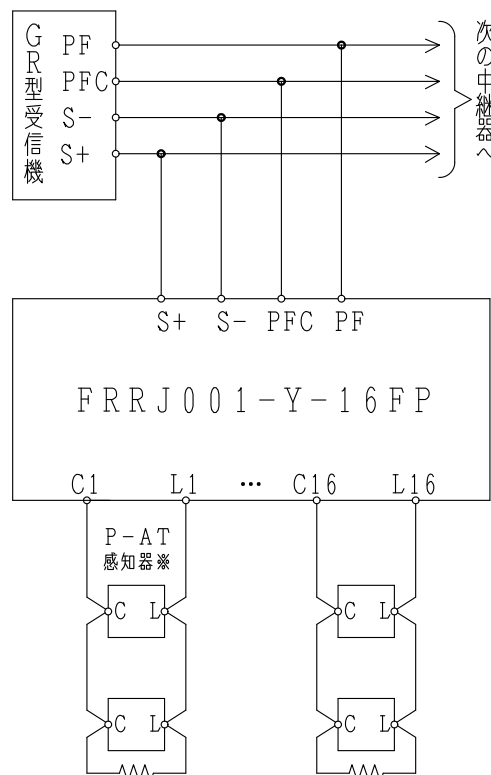 GR型受信機
PF
PFC
S-
S+
次の中継器へ
S+ S- PFC PF
FRRJ001-Y-16FP
C1 L1 … C16 L16
P-AT
感知器※
C L C L
C L C L